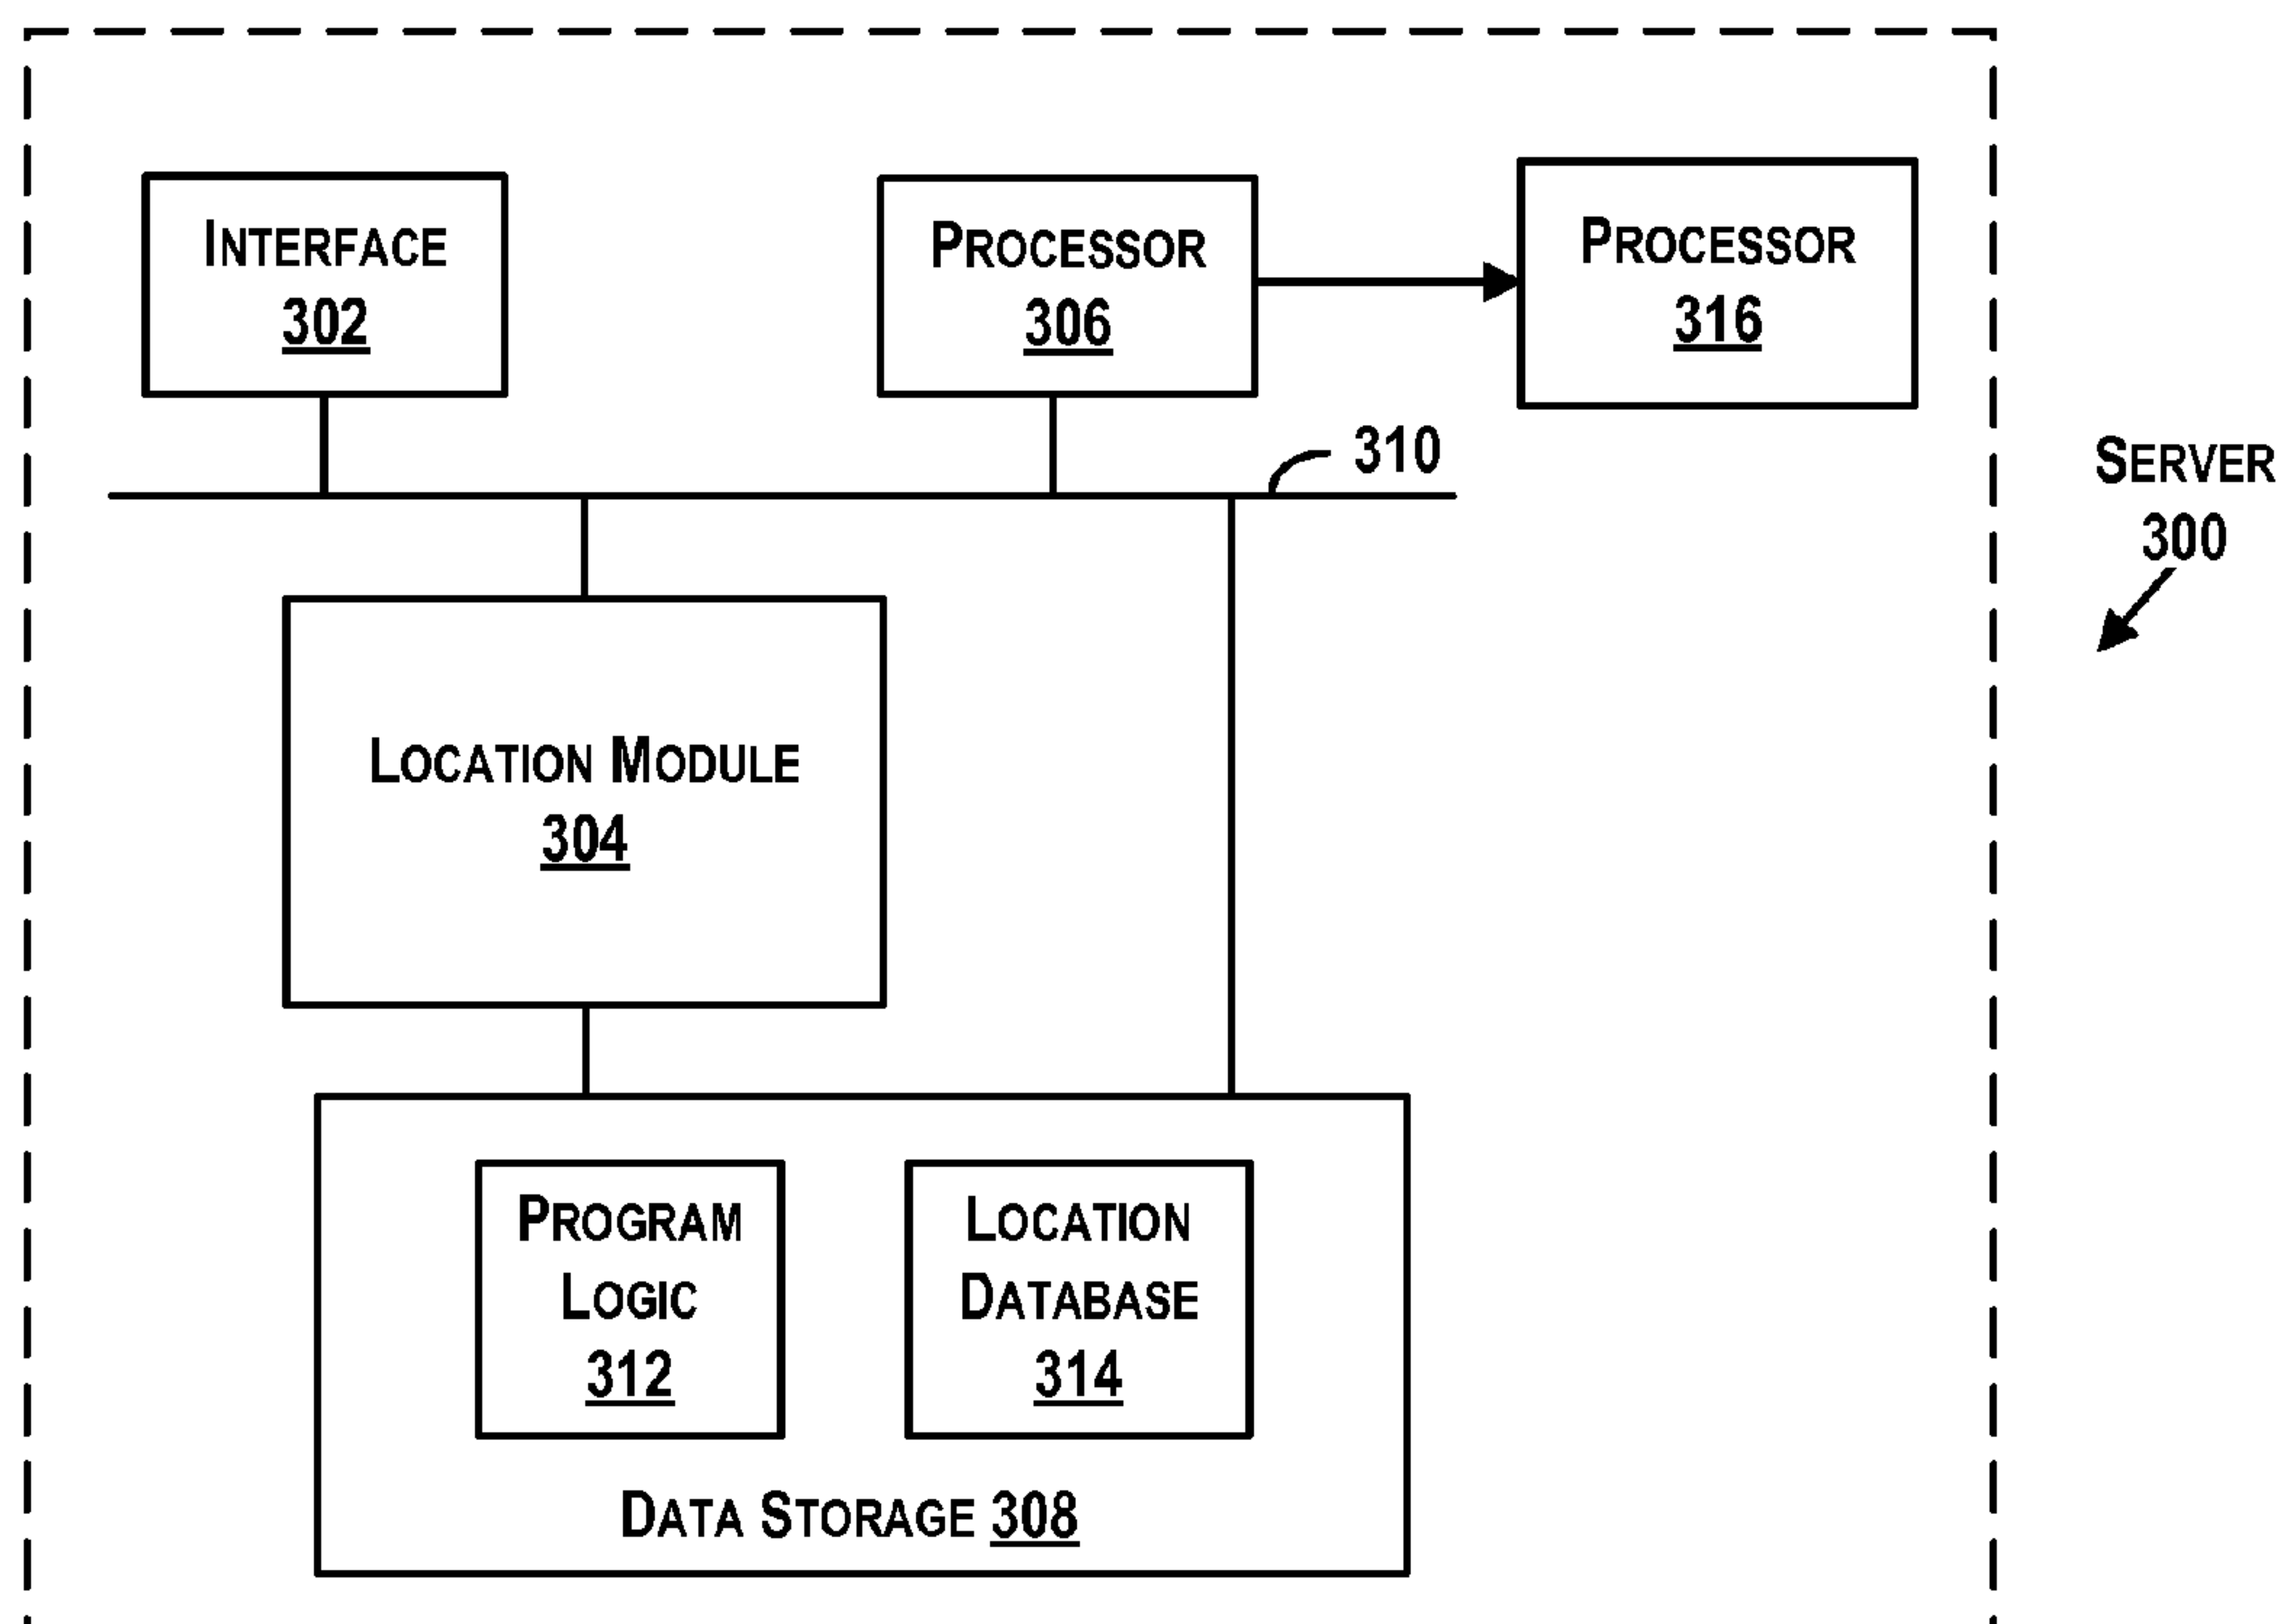 INTERFACE
302
PROCESSOR
306
PROCESSOR
316
310
SERVER
300
LOCATION MODULE
304
PROGRAM
LOGIC
312
LOCATION
DATABASE
314
DATA STORAGE 308